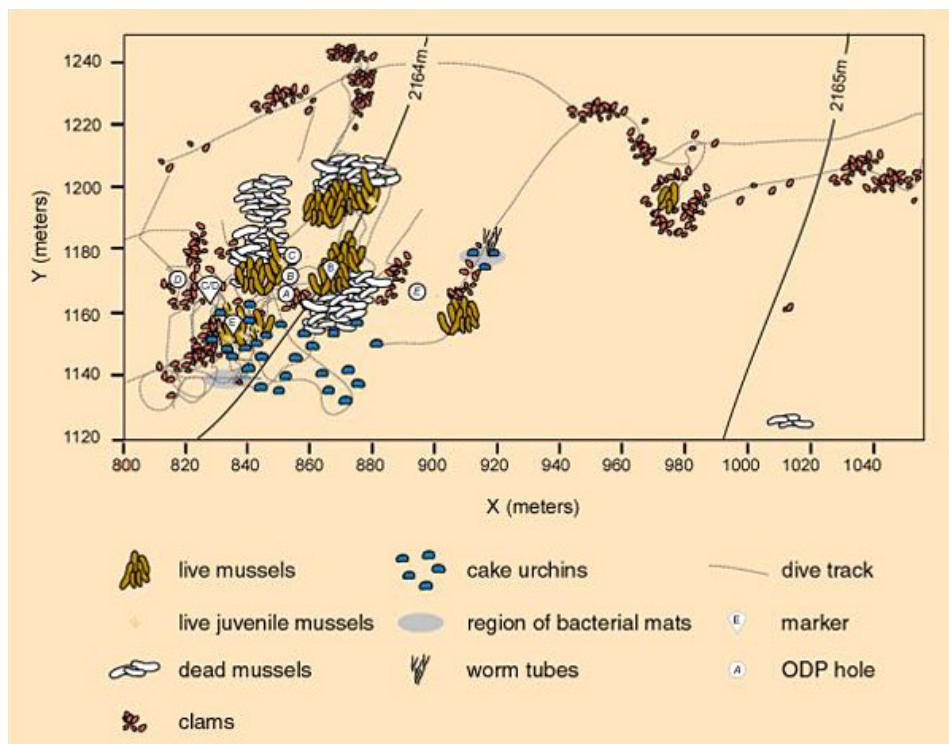 1240
1220
1200
1180
1160
1140
1120
Y (meters)
2164m
2165m
D
C/D
C
B
A
B
E
E
800 820 840 860 880 900 920 940 960 980 1000 1020 1040
X (meters)
live mussels
cake urchins
dive track
live juvenile mussels
region of bacterial mats
E
marker
dead mussels
worm tubes
A
ODP hole
clams